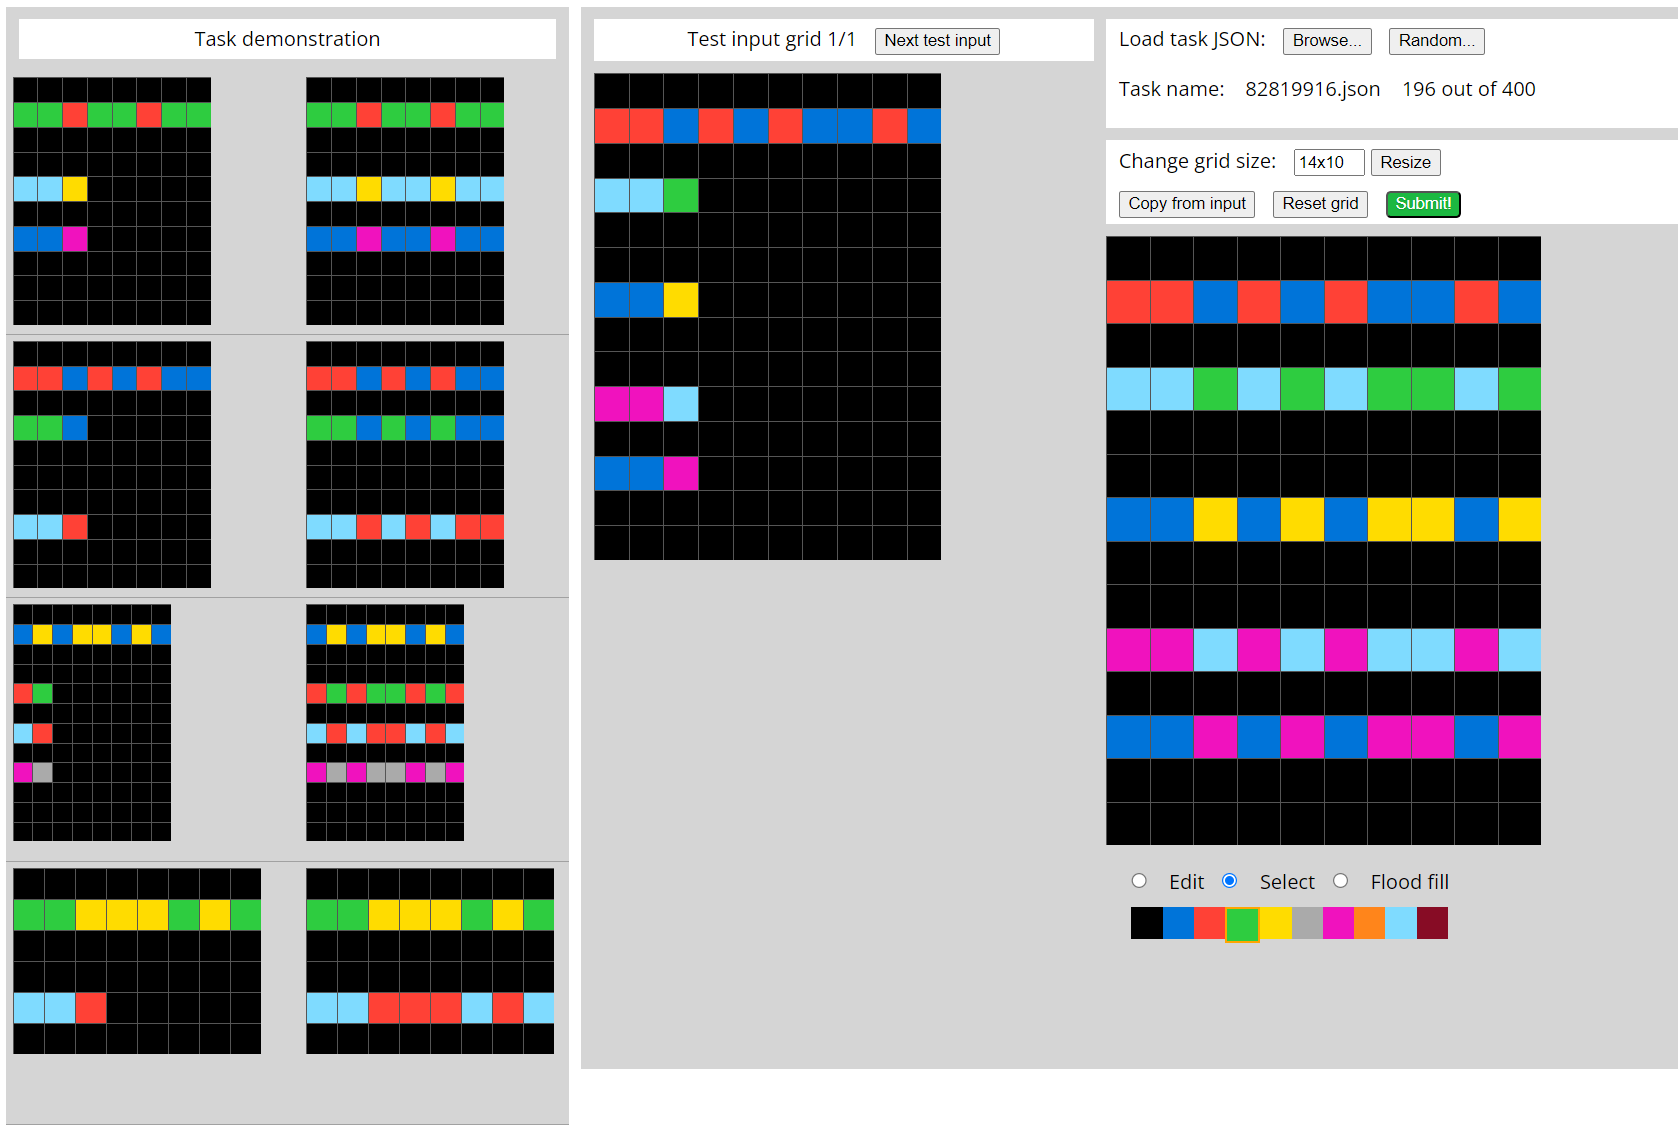 Task demonstration
Test input grid 1/1 Next test input
Load task JSON: Browse... Random...
Task name: 82819916.json 196 out of 400
Change grid size: 14x10 Resize
Copy from input Reset grid Submit!
Edit Select Flood fill